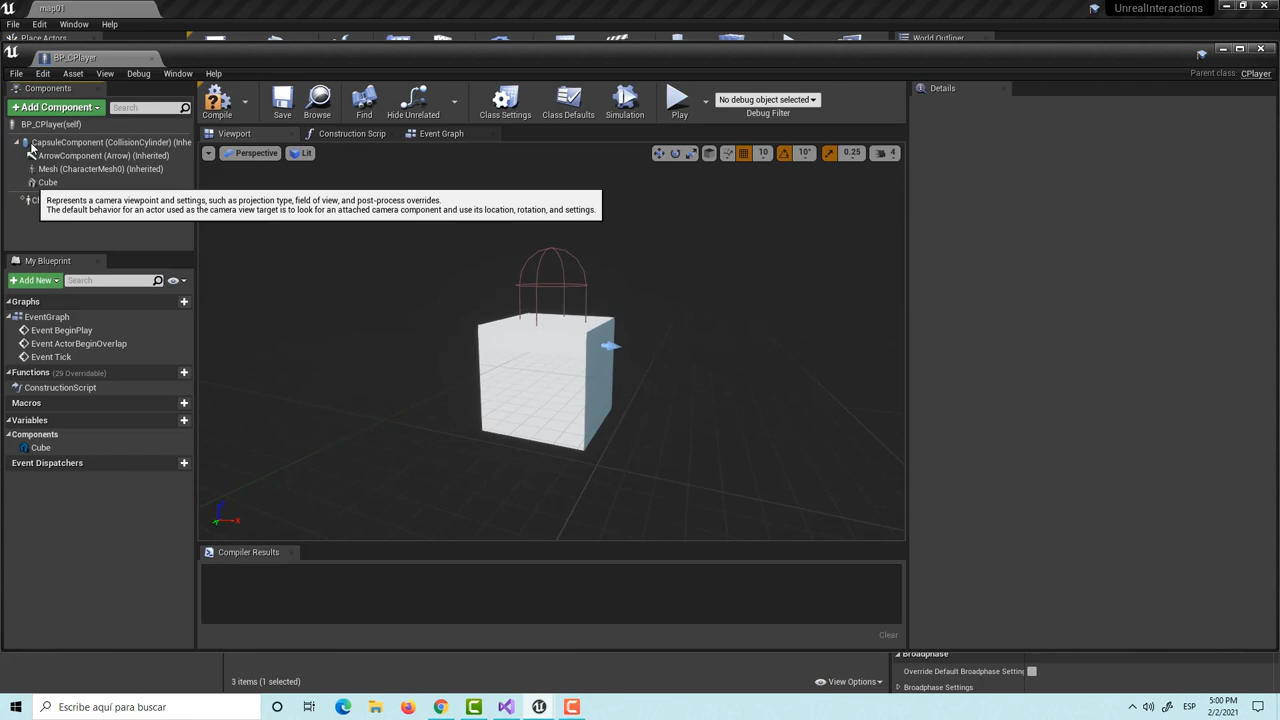 map01
UnrealInteractions
File Edit Window Help
Place Actors
World Outliner
BP_CPlayer
File Edit Asset View Debug Window Help
Parent class: CPlayer
Components
Details
+Add Component
Search
Compile
Save
Browse
Find
Hide Unrelated
Class Settings
Class Defaults
Simulation
Play
No debug object selected
Debug Filter
BP_CPlayer(self)
Viewport
Construction Scrip
Event Graph
CapsuleComponent (CollisionCylinder) (Inhe
ArrowComponent (Arrow) (Inherited)
Mesh (CharacterMesh0) (Inherited)
Cube
Perspective
Lit
10
10°
0.25
4
Represents a camera viewpoint and settings, such as projection type, field of view, and post-process overrides.
The default behavior for an actor used as the camera view target is to look for an attached camera component and use its location, rotation, and settings.
My Blueprint
+Add New
Search
Graphs
EventGraph
Event BeginPlay
Event ActorBeginOverlap
Event Tick
Functions (29 Overridable)
ConstructionScript
Macros
Variables
Components
Cube
Event Dispatchers
X
Compiler Results
Clear
Broadphase
Override Default Broadphase Setting
Broadphase Settings
3 items (1 selected)
View Options
Escribe aquí para buscar
ESP
5:00 PM
2/2/2021